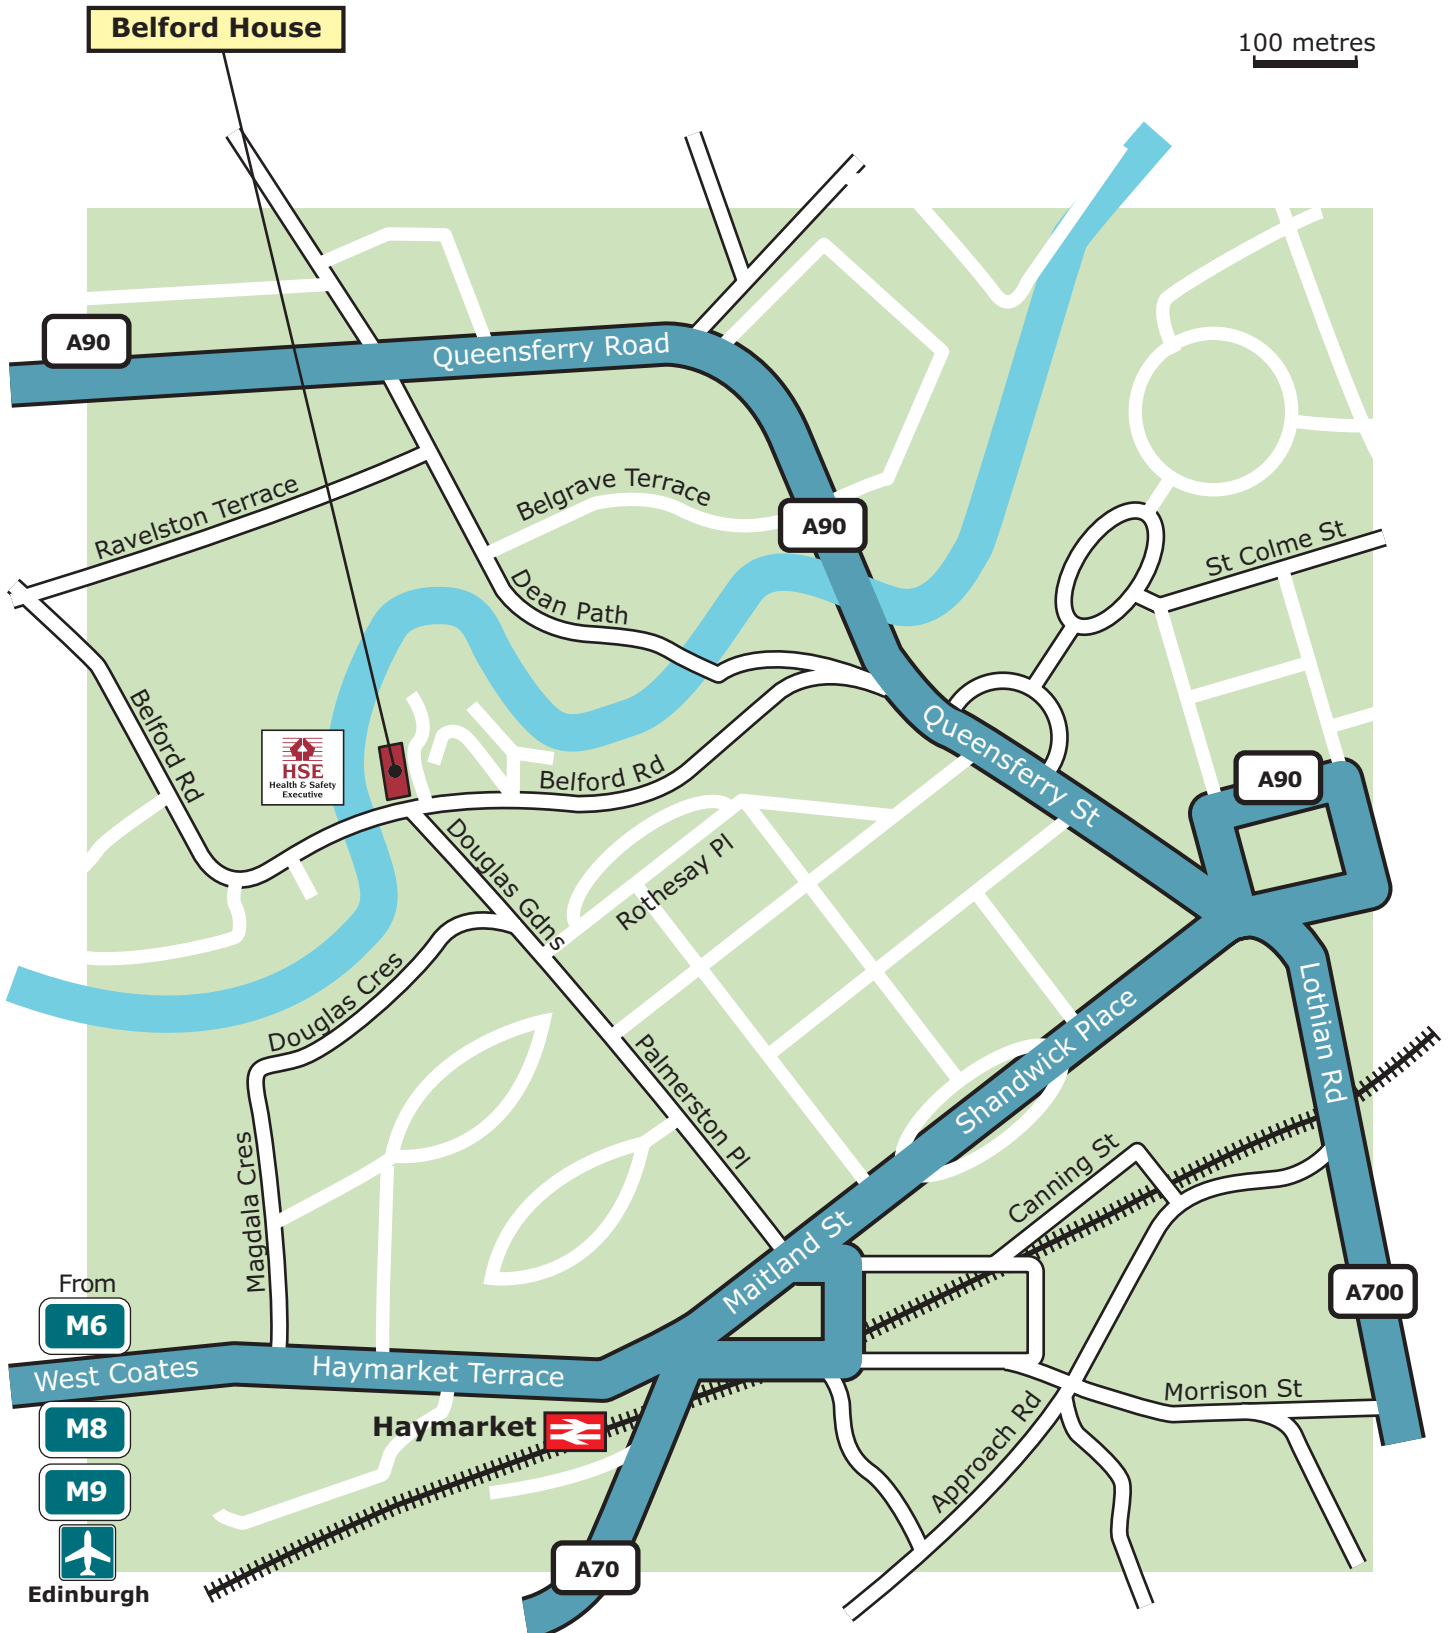 Belford House
100 metres
A90
Queensferry Road
Ravelston Terrace
Belgrave Terrace
A90
St Colme St
Dean Path
Belford Rd
HSE
Health & Safety
Executive
Belford Rd
Queensferry St
A90
Douglas Gdns
Rothesay Pl
Douglas Cres
Lothian Rd
Shandwick Place
Palmerston Pl
Canning St
Magdala Cres
Maitland St
From
M6
West Coates
Haymarket Terrace
A700
Morrison St
M8
Haymarket
Approach Rd
M9
A70
Edinburgh